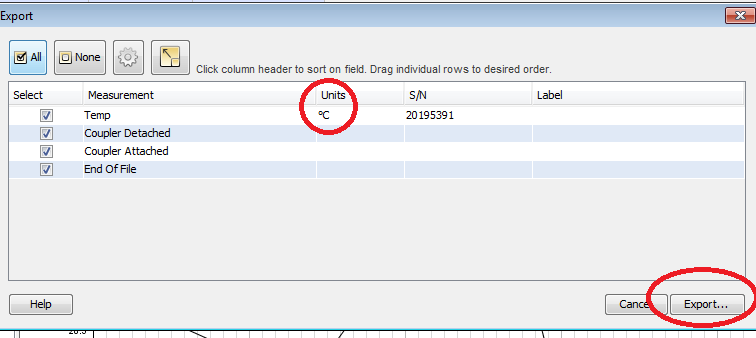 Export
All
None
Click column header to sort on field. Drag individual rows to desired order.
Select Measurement Units S/N Label
Temp °C 20195391
Coupler Detached
Coupler Attached
End Of File
Help Cance Export...